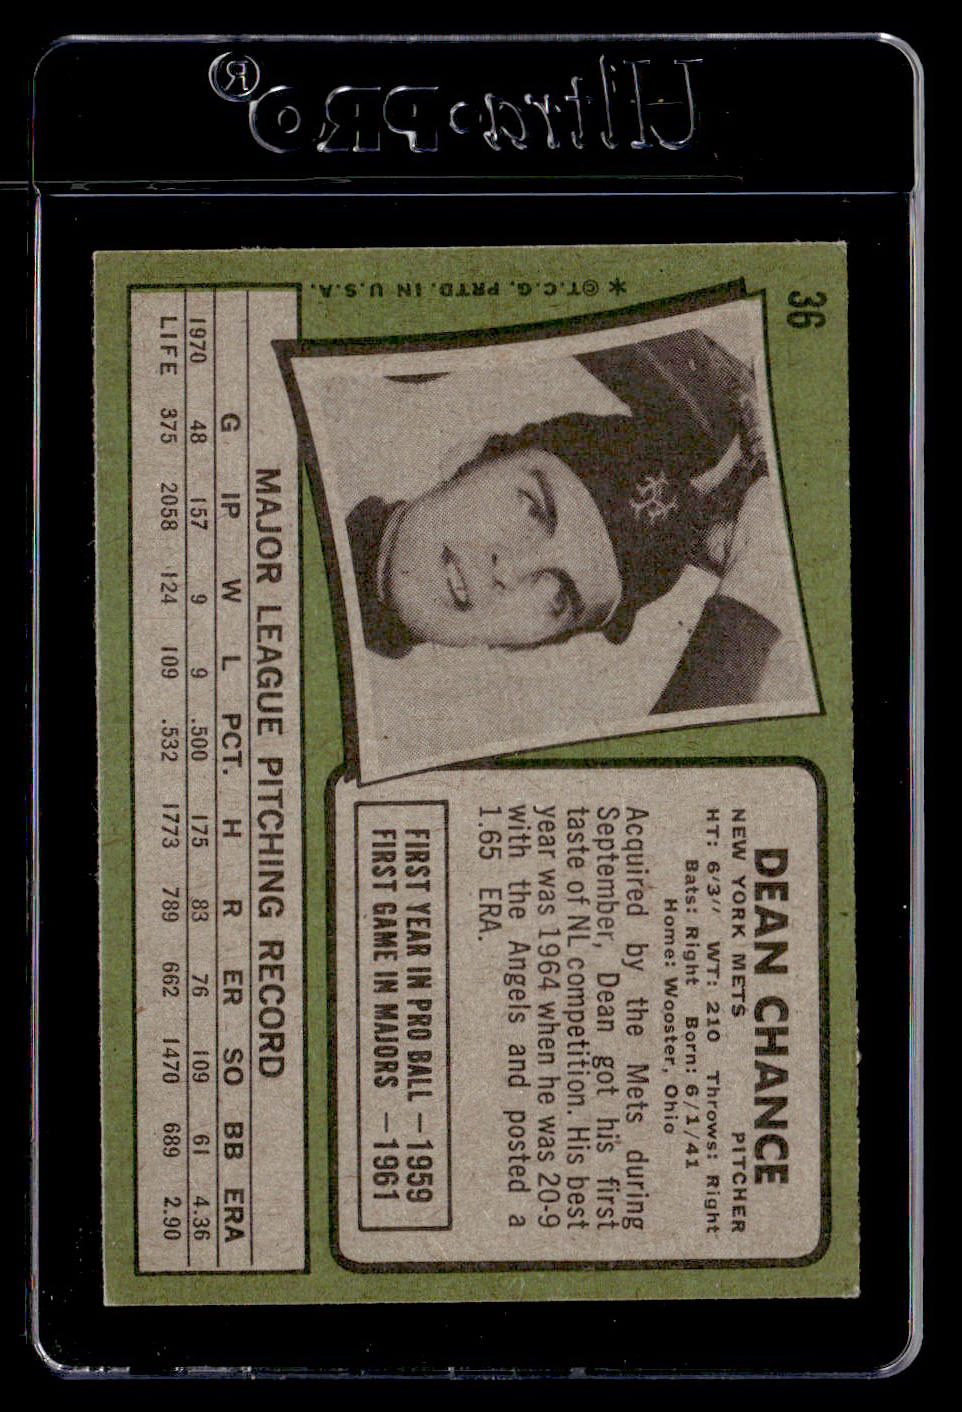 Ultra•PRO®
36
*©T.C.G. PRTD. IN U.S.A.
DEAN CHANCE
NEW YORK METS PITCHER
HT: 6'3" WT: 210 Throws: Right
Bats: Right Born: 6/1/41
Home: Wooster, Ohio
Acquired by the Mets during
September, Dean got his first
taste of NL competition. His best
year was 1964 when he was 20-9
with the Angels and posted a
1.65 ERA.
FIRST YEAR IN PRO BALL —1959
FIRST GAME IN MAJORS —1961
MAJOR LEAGUE PITCHING RECORD
G IP W L PCT. H R ER SO BB ERA
1970 48 157 9 9 .500 175 83 76 109 61 4.36
LIFE 375 2058 124 109 .532 1773 789 662 1470 689 2.90